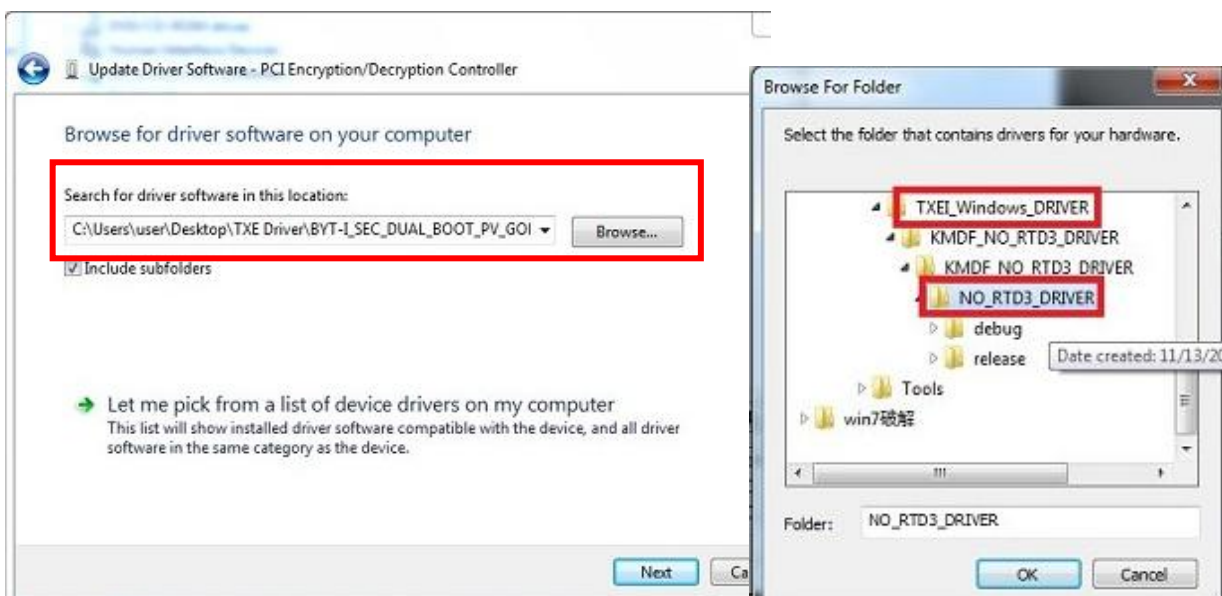 Update Driver Software - PCI Encryption/Decryption Controller
Browse for driver software on your computer
Search for driver software in this location:
C:\Users\user\Desktop\TXE Driver\BYT-I_SEC_DUAL_BOOT_PV_GOI
Browse...
Include subfolders
Let me pick from a list of device drivers on my computer
This list will show installed driver software compatible with the device, and all driver
software in the same category as the device.
Next
Ca
Browse For Folder
Select the folder that contains drivers for your hardware.
TXEI_Windows_DRIVER
KMDF_NO_RTD3_DRIVER
KMDF_NO_RTD3_DRIVER
NO_RTD3_DRIVER
debug
release
Date created: 11/13/20
Tools
win7破解
Folder:
NO_RTD3_DRIVER
OK
Cancel